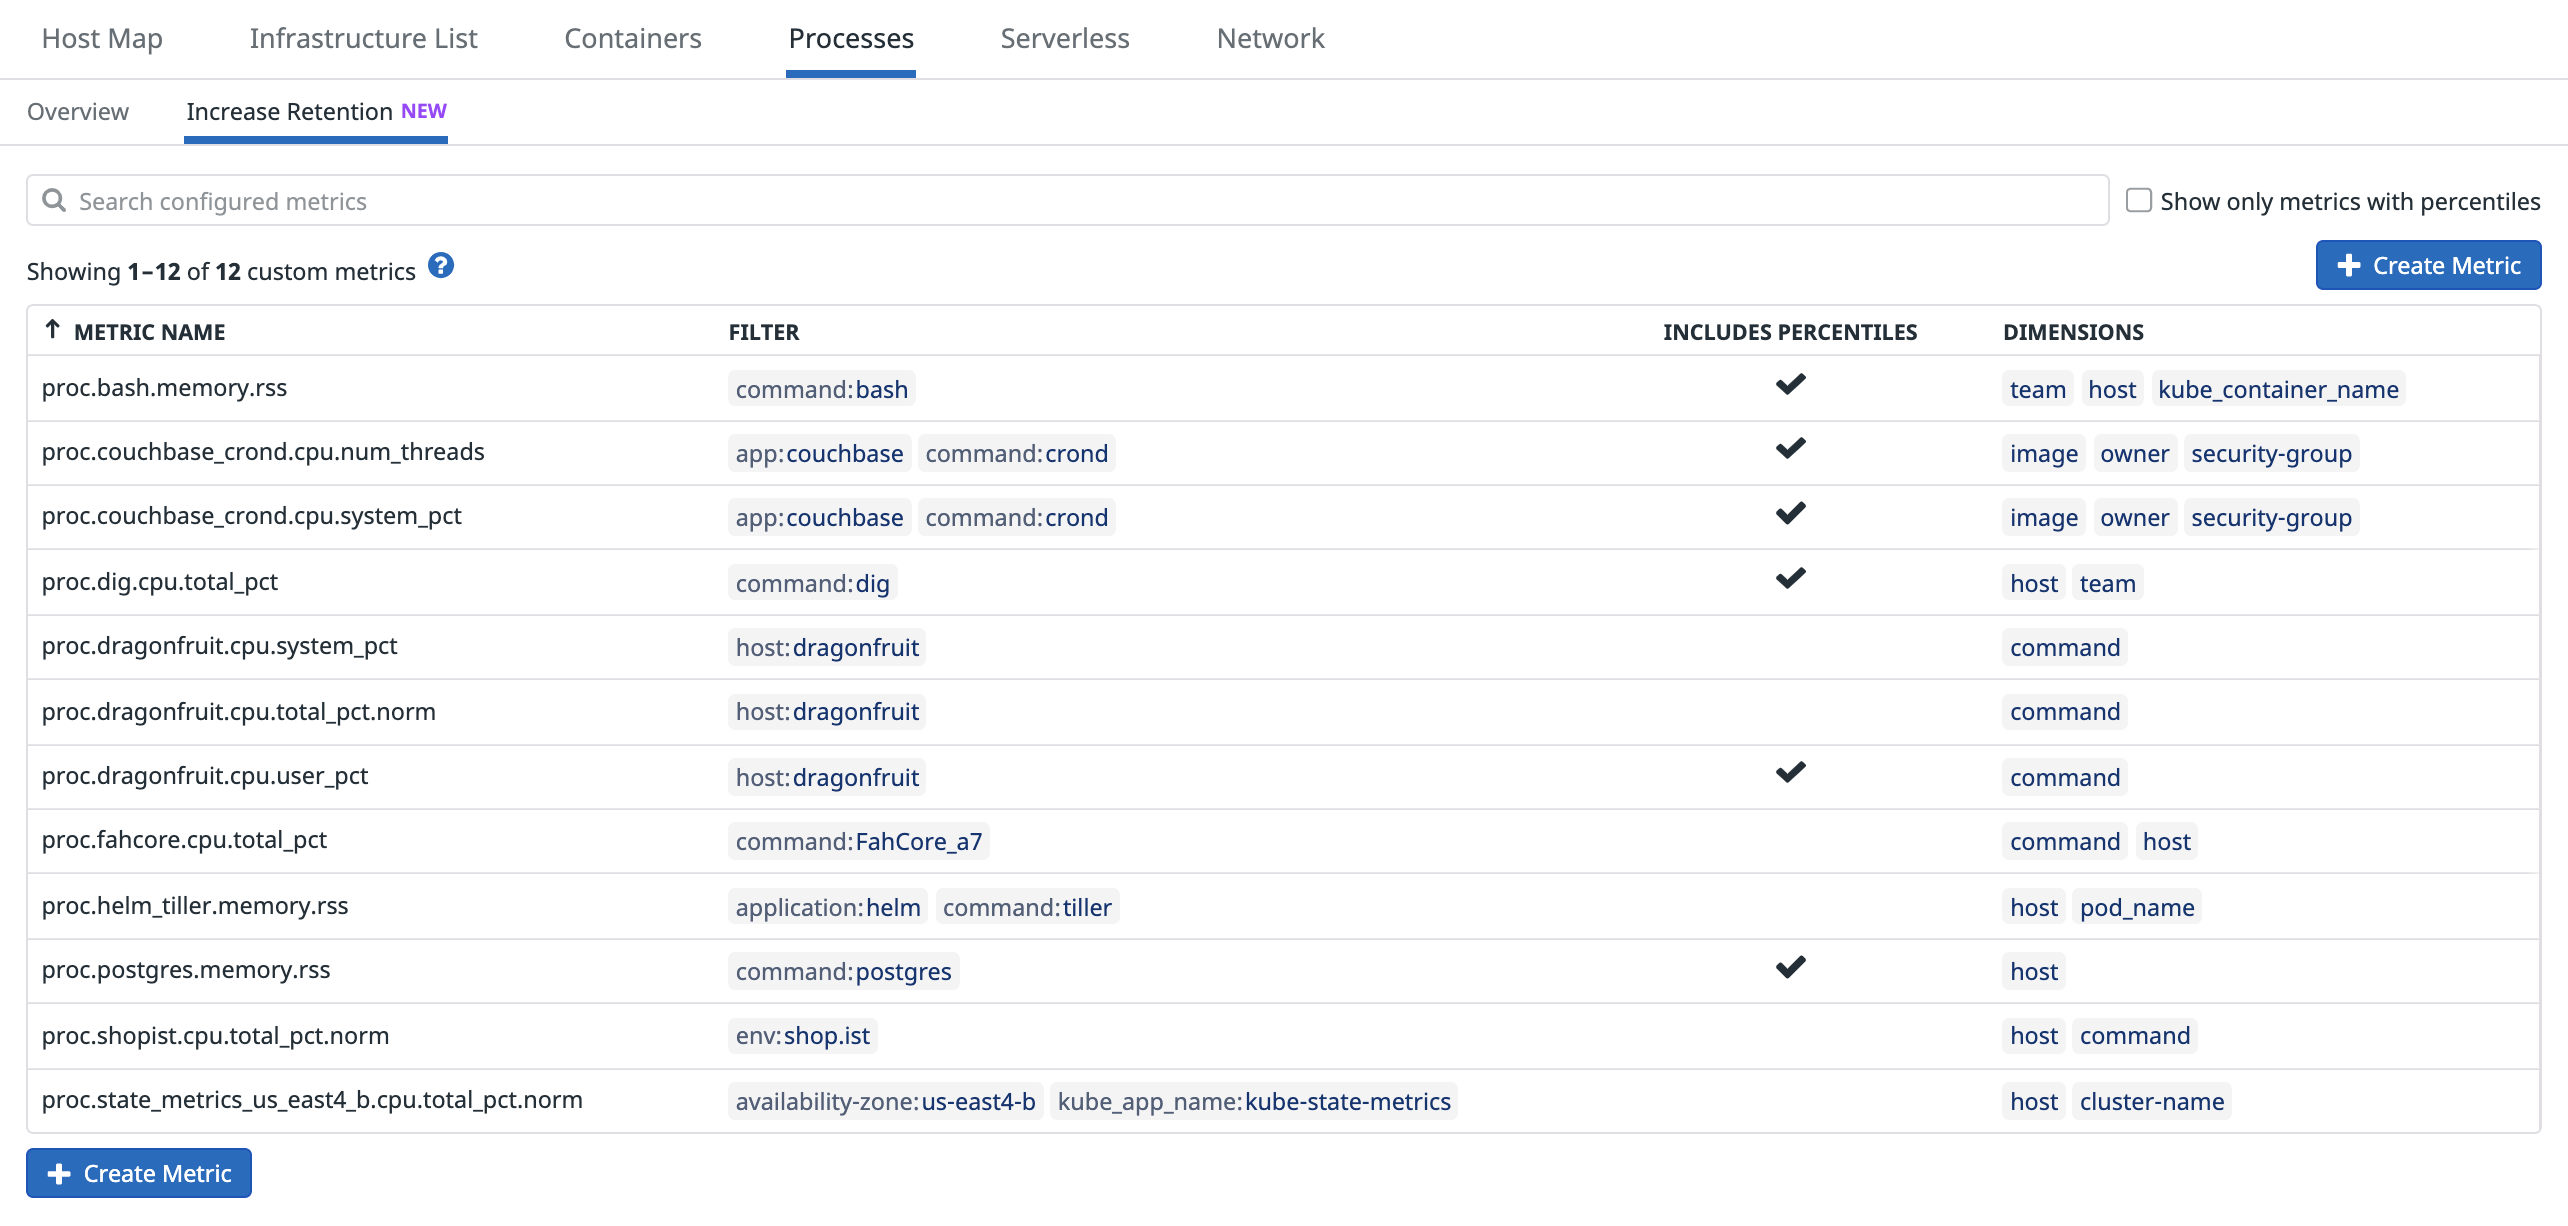 Host Map Infrastructure List Containers Processes Serverless Network
Overview Increase Retention NEW
Search configured metrics Show only metrics with percentiles
Showing 1–12 of 12 custom metrics ? Create Metric
METRIC NAME FILTER INCLUDES PERCENTILES DIMENSIONS
proc.bash.memory.rss command:bash team host kube_container_name
proc.couchbase_crond.cpu.num_threads app:couchbase command:crond image owner security-group
proc.couchbase_crond.cpu.system_pct app:couchbase command:crond image owner security-group
proc.dig.cpu.total_pct command:dig host team
proc.dragonfruit.cpu.system_pct host:dragonfruit command
proc.dragonfruit.cpu.total_pct.norm host:dragonfruit command
proc.dragonfruit.cpu.user_pct host:dragonfruit command
proc.fahcore.cpu.total_pct command:FahCore_a7 command host
proc.helm_tiller.memory.rss application:helm command:tiller host pod_name
proc.postgres.memory.rss command:postgres host
proc.shopist.cpu.total_pct.norm env:shop.ist host command
proc.state_metrics_us_east4_b.cpu.total_pct.norm availability-zone:us-east4-b kube_app_name:kube-state-metrics host cluster-name
Create Metric